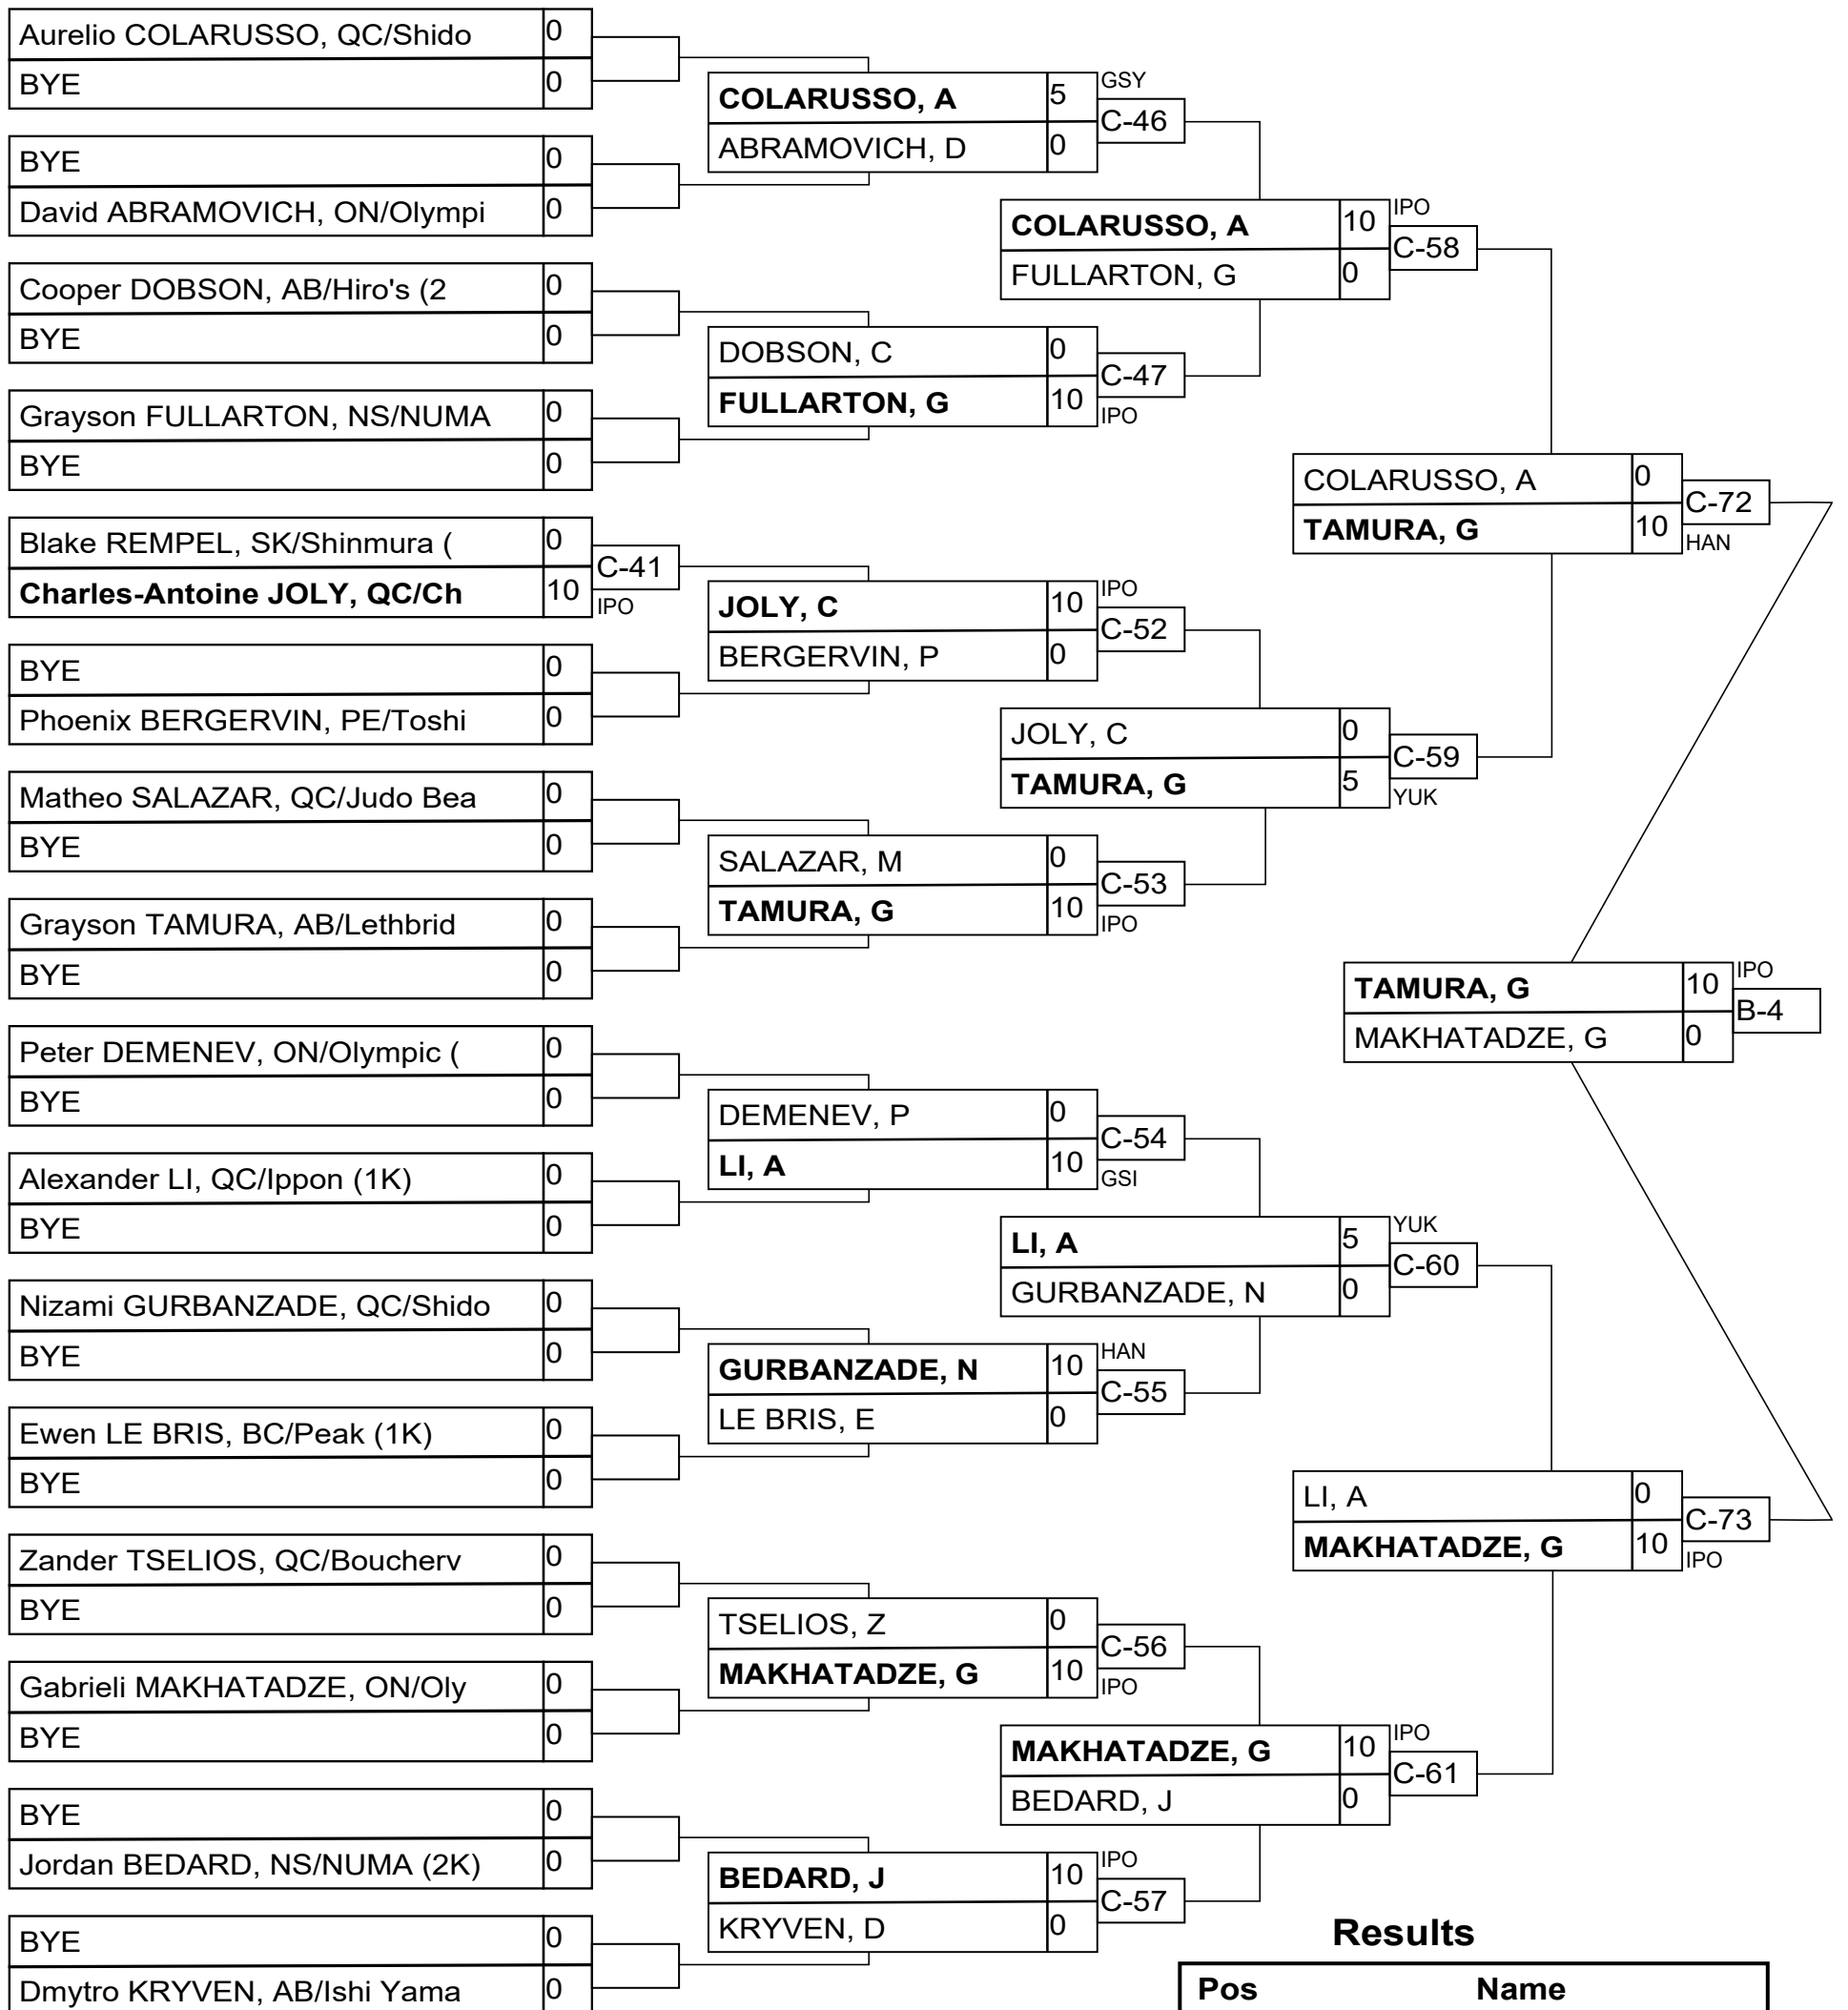 Aurelio COLARUSSO, QC/Shido 0
BYE 0
BYE 0
David ABRAMOVICH, ON/Olympi 0
Cooper DOBSON, AB/Hiro's (2 0
BYE 0
Grayson FULLARTON, NS/NUMA 0
BYE 0
Blake REMPEL, SK/Shinmura ( 0
Charles-Antoine JOLY, QC/Ch 10
C-41
IPO
BYE 0
Phoenix BERGERVIN, PE/Toshi 0
Matheo SALAZAR, QC/Judo Bea 0
BYE 0
Grayson TAMURA, AB/Lethbrid 0
BYE 0
Peter DEMENEV, ON/Olympic ( 0
BYE 0
Alexander LI, QC/Ippon (1K) 0
BYE 0
Nizami GURBANZADE, QC/Shido 0
BYE 0
Ewen LE BRIS, BC/Peak (1K) 0
BYE 0
Zander TSELIOS, QC/Boucherv 0
BYE 0
Gabrieli MAKHATADZE, ON/Oly 0
BYE 0
BYE 0
Jordan BEDARD, NS/NUMA (2K) 0
BYE 0
Dmytro KRYVEN, AB/Ishi Yama 0
COLARUSSO, A 5
GSY
C-46
ABRAMOVICH, D 0
DOBSON, C 0
C-47
FULLARTON, G 10
IPO
JOLY, C 10
IPO
C-52
BERGERVIN, P 0
SALAZAR, M 0
C-53
TAMURA, G 10
IPO
DEMENEV, P 0
C-54
LI, A 10
GSI
GURBANZADE, N 10
HAN
C-55
LE BRIS, E 0
TSELIOS, Z 0
C-56
MAKHATADZE, G 10
IPO
BEDARD, J 10
IPO
C-57
KRYVEN, D 0
COLARUSSO, A 10
IPO
C-58
FULLARTON, G 0
JOLY, C 0
C-59
TAMURA, G 5
YUK
LI, A 5
YUK
C-60
GURBANZADE, N 0
MAKHATADZE, G 10
IPO
C-61
BEDARD, J 0
COLARUSSO, A 0
C-72
TAMURA, G 10
HAN
LI, A 0
C-73
MAKHATADZE, G 10
IPO
TAMURA, G 10
IPO
B-4
MAKHATADZE, G 0
Results
Pos Name